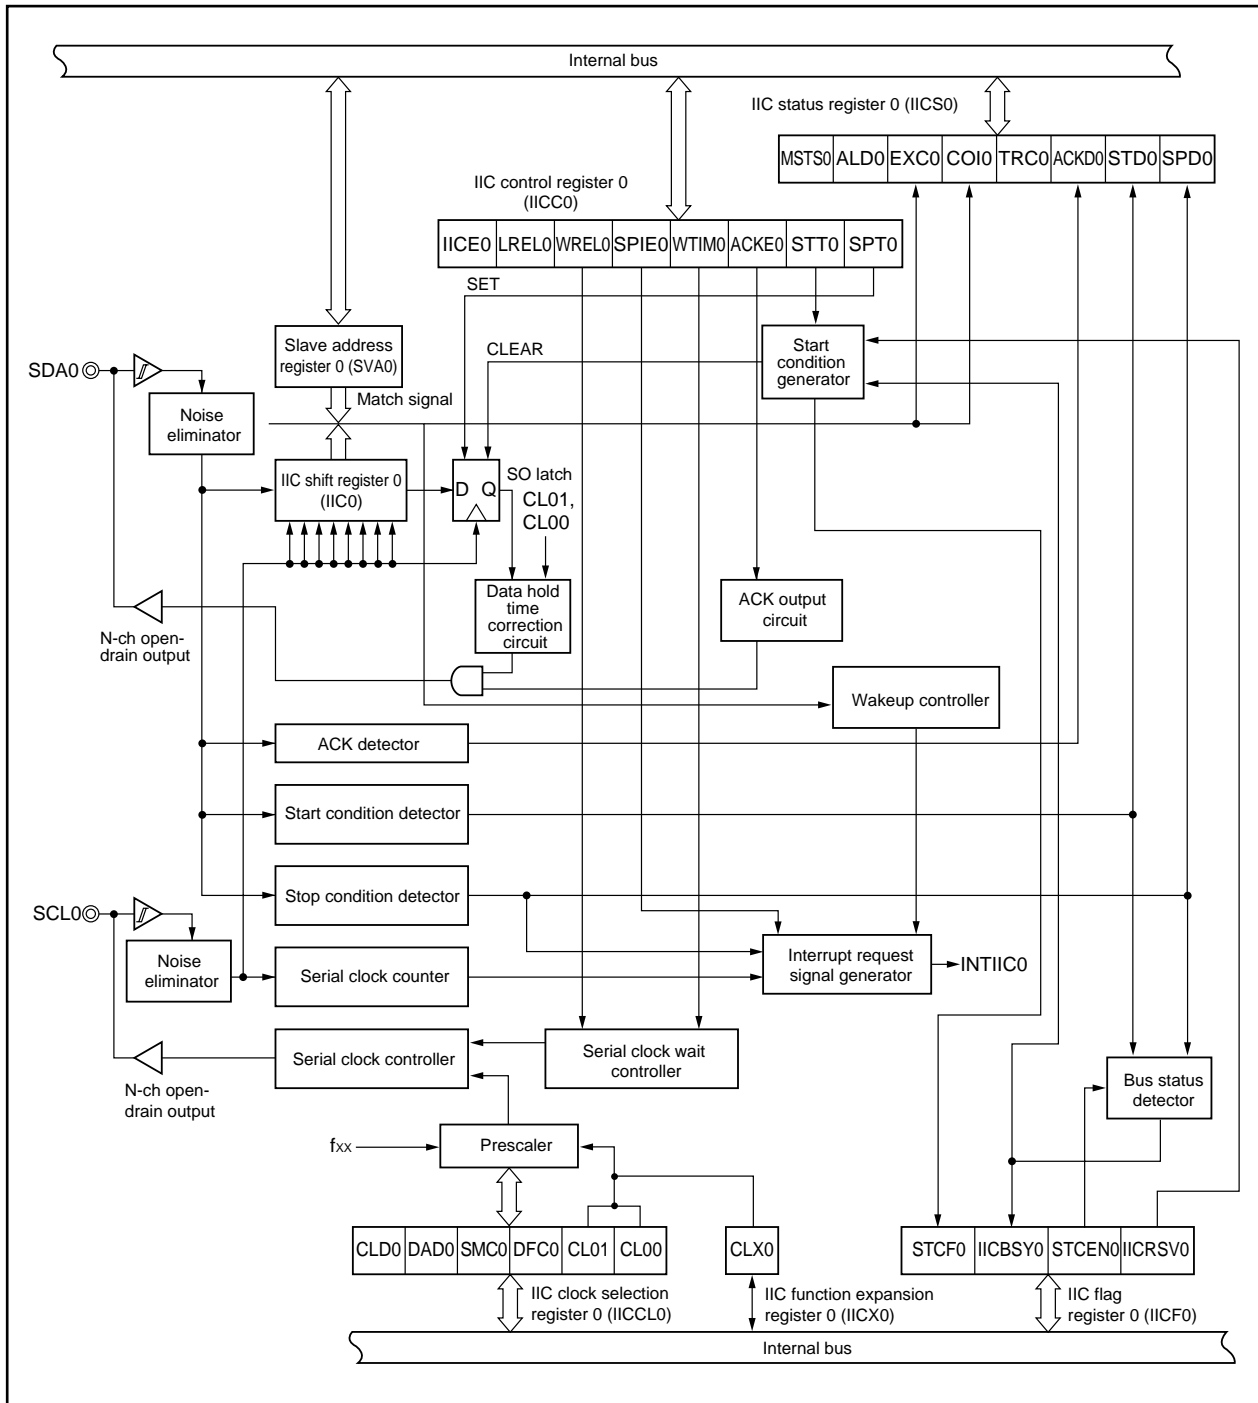 Internal bus
IIC status register 0 (IICS0)
MSTS0 ALD0 EXC0 COI0 TRC0 ACKD0 STD0 SPD0
IIC control register 0
(IICC0)
IICE0 LREL0 WREL0 SPIE0 WTIM0 ACKE0 STT0 SPT0
SET
Slave address
register 0 (SVA0)
CLEAR
Start
condition
generator
SDA0
Match signal
Noise
eliminator
IIC shift register 0
(IIC0)
D Q
SO latch
CL01,
CL00
Data hold
time
correction
circuit
ACK output
circuit
N-ch open-
drain output
Wakeup controller
ACK detector
Start condition detector
Stop condition detector
SCL0
Noise
eliminator
Serial clock counter
Interrupt request
signal generator
INTIIC0
Serial clock controller
Serial clock wait
controller
N-ch open-
drain output
Bus status
detector
fxx
Prescaler
CLD0 DAD0 SMC0 DFC0 CL01 CL00
CLX0
STCF0 IICBSY0 STCEN0 IICRSV0
IIC clock selection
register 0 (IICCL0)
IIC function expansion
register 0 (IICX0)
IIC flag
register 0 (IICF0)
Internal bus